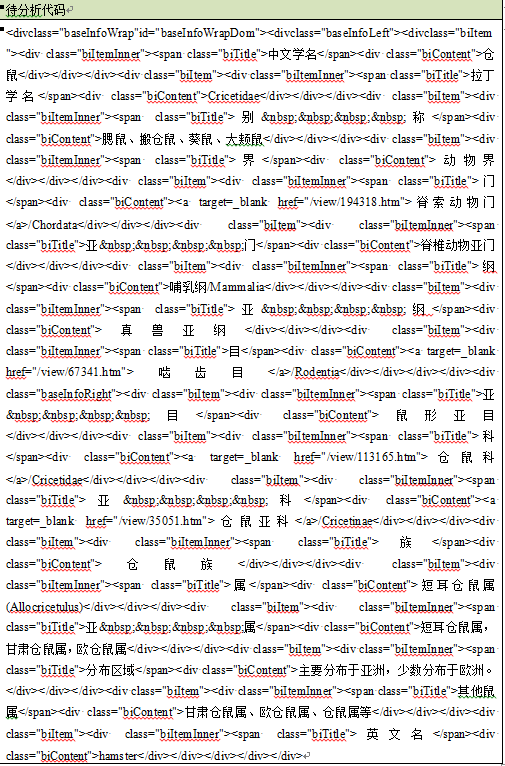 待分析代码
<divclass="baseInfoWrap"id="baseInfoWrapDom"><divclass="baseInfoLeft"><divclass="biItem
"><div class="biItemInner"><span class="biTitle">中文学名</span><div class="biContent">仓
鼠</div></div></div><div class="biItem"><div class="biItemInner"><span class="biTitle">拉丁
学名</span><div class="biContent">Cricetidae</div></div></div><div class="biItem"><div
class="biItemInner"><span class="biTitle">别&nbsp;&nbsp;&nbsp;&nbsp;称</span><div
class="biContent">腮鼠、搬仓鼠、葵鼠、大颊鼠</div></div></div><div class="biItem"><div
class="biItemInner"><span class="biTitle">界</span><div class="biContent">动物界
</div></div></div><div class="biItem"><div class="biItemInner"><span class="biTitle">门
</span><div class="biContent"><a target=_blank href="/view/194318.htm">脊索动物门
</a>/Chordata</div></div></div><div class="biItem"><div class="biItemInner"><span
class="biTitle">亚&nbsp;&nbsp;&nbsp;&nbsp;门</span><div class="biContent">脊椎动物亚门
</div></div></div><div class="biItem"><div class="biItemInner"><span class="biTitle">纲
</span><div class="biContent">哺乳纲/Mammalia</div></div></div><div class="biItem"><div
class="biItemInner"><span class="biTitle">亚&nbsp;&nbsp;&nbsp;&nbsp;纲</span><div
class="biContent">真兽亚纲</div></div></div><div class="biItem"><div
class="biItemInner"><span class="biTitle">目</span><div class="biContent"><a target=_blank
href="/view/67341.htm">啮齿目</a>/Rodentia</div></div></div></div><div
class="baseInfoRight"><div class="biItem"><div class="biItemInner"><span class="biTitle">亚
&nbsp;&nbsp;&nbsp;&nbsp;目</span><div class="biContent">鼠形亚目
</div></div></div><div class="biItem"><div class="biItemInner"><span class="biTitle">科
</span><div class="biContent"><a target=_blank href="/view/113165.htm">仓鼠科
</a>/Cricetidae</div></div></div><div class="biItem"><div class="biItemInner"><span
class="biTitle">亚&nbsp;&nbsp;&nbsp;&nbsp;科</span><div class="biContent"><a
target=_blank href="/view/35051.htm">仓鼠亚科</a>/Cricetinae</div></div></div><div
class="biItem"><div class="biItemInner"><span class="biTitle">族</span><div
class="biContent">仓鼠族</div></div></div><div class="biItem"><div
class="biItemInner"><span class="biTitle">属</span><div class="biContent">短耳仓鼠属
(Allocricetulus)</div></div></div><div class="biItem"><div class="biItemInner"><span
class="biTitle">亚&nbsp;&nbsp;&nbsp;&nbsp;属</span><div class="biContent">短耳仓鼠属，
甘肃仓鼠属，欧仓鼠属</div></div></div><div class="biItem"><div class="biItemInner"><span
class="biTitle">分布区域</span><div class="biContent">主要分布于亚洲，少数分布于欧洲。
</div></div></div><div class="biItem"><div class="biItemInner"><span class="biTitle">其他鼠
属</span><div class="biContent">甘肃仓鼠属、欧仓鼠属、仓鼠属等</div></div></div><div
class="biItem"><div class="biItemInner"><span class="biTitle">英文名</span><div
class="biContent">hamster</div></div></div></div></div>